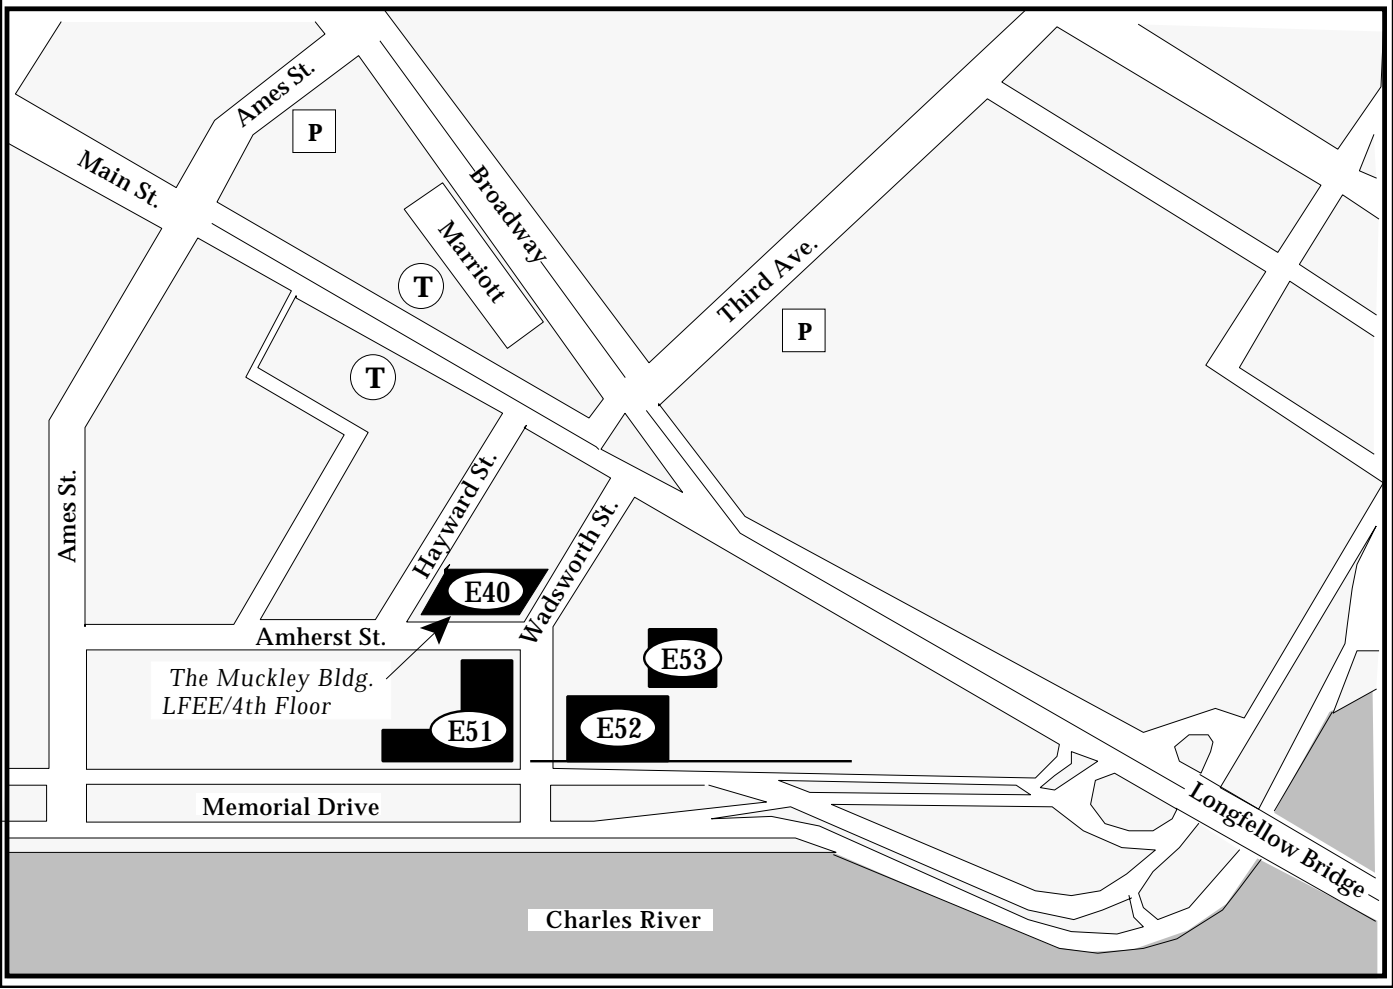 Ames St.
P
Main St.
Broadway
Marriott
T
Third Ave.
P
T
Ames St.
Hayward St.
Wadsworth St.
E40
Amherst St.
The Muckley Bldg.
LFEE/4th Floor
E53
E51
E52
Memorial Drive
Longfellow Bridge
Charles River